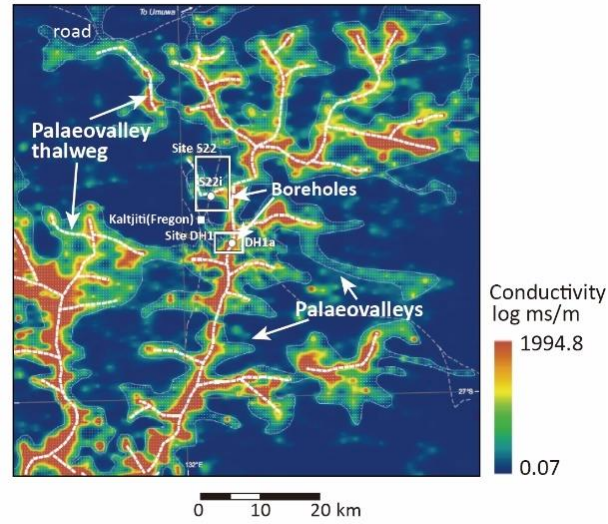 To Umuwa
road
Palaeovalley
thalweg
Site S22
S22i
Boreholes
Kaltjiti(Fregon)
Site DH1
DH1a
Palaeovalleys
Conductivity
log ms/m
1994.8
0.07
27°S
132°E
0 10 20 km